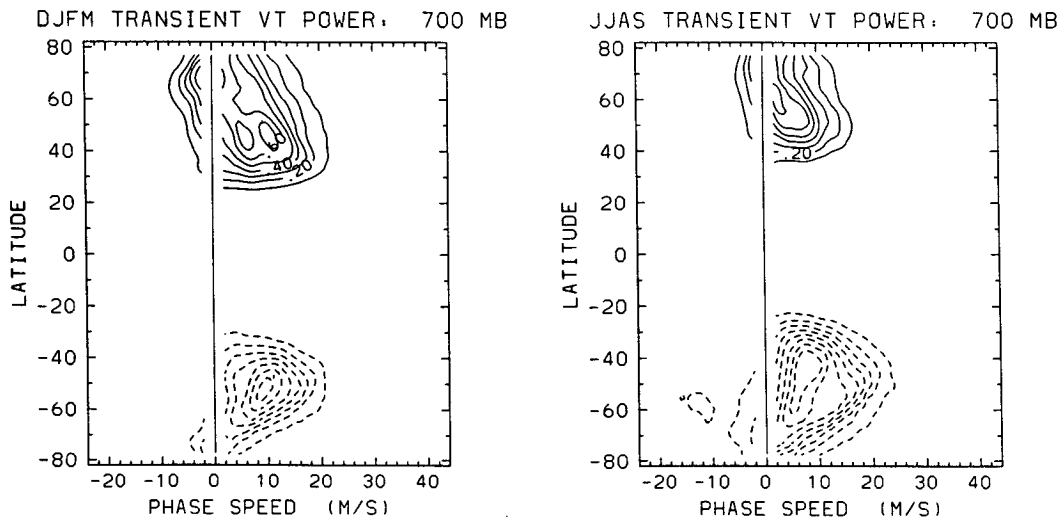 DJFM TRANSIENT VT POWER: 700 MB
80
60
40
20
0
-20
-40
-60
-80
LATITUDE
.60
.40
.20
-20 -10 0 10 20 30 40
PHASE SPEED (M/S)
JJAS TRANSIENT VT POWER: 700 MB
80
60
40
20
0
-20
-40
-60
-80
LATITUDE
.20
-20 -10 0 10 20 30 40
PHASE SPEED (M/S)